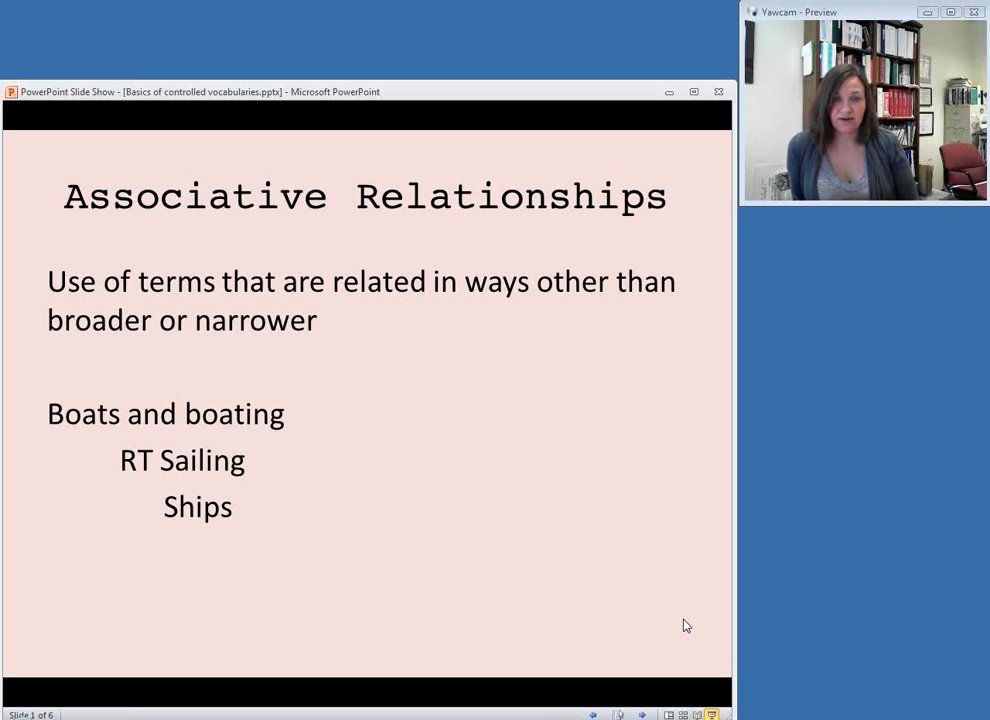 Yawcam - Preview
PowerPoint Slide Show - [Basics of controlled vocabularies.pptx] - Microsoft PowerPoint
Associative Relationships
Use of terms that are related in ways other than
broader or narrower
Boats and boating
RT Sailing
Ships
Slide 1 of 6